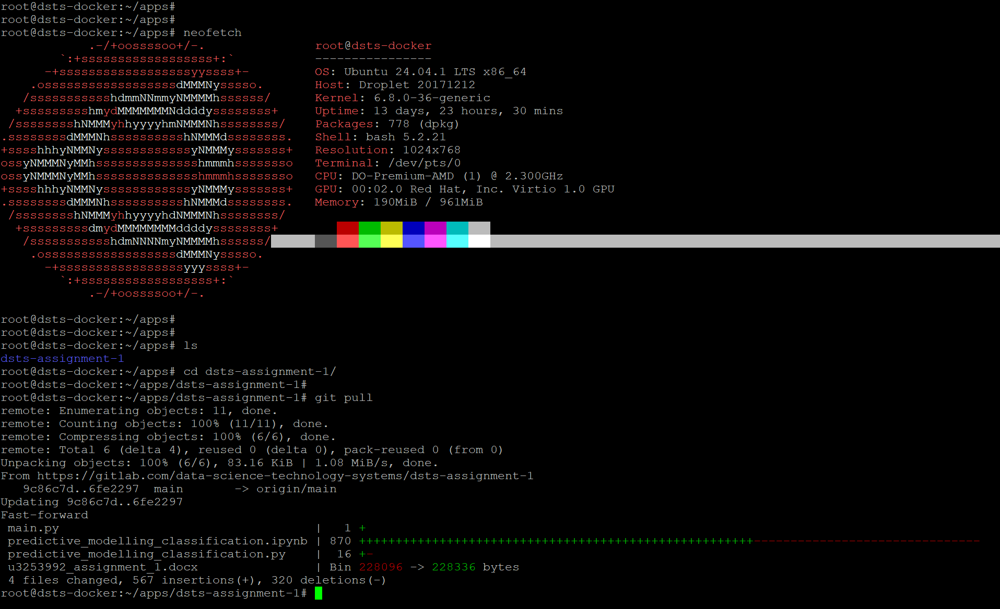 root@dsts-docker:~/apps#
root@dsts-docker:~/apps#
root@dsts-docker:~/apps# neofetch
            .-/+oossssoo+/-.               root@dsts-docker
        `:+ssssssssssssssssss+:`           ----------------
      -+ssssssssssssssssssyyssss+-         OS: Ubuntu 24.04.1 LTS x86_64
    .ossssssssssssssssssdMMMNysssso.       Host: Droplet 20171212
   /ssssssssssshdmmNNmmyNMMMMhssssss/      Kernel: 6.8.0-36-generic
  +ssssssssshmydMMMMMMMNddddyssssssss+     Uptime: 13 days, 23 hours, 30 mins
 /sssssssshNMMMyhhyyyyhmNMMMNhssssssss/    Packages: 778 (dpkg)
.ssssssssdMMMNhsssssssssshNMMMdssssssss.   Shell: bash 5.2.21
+sssshhhyNMMNyssssssssssssyNMMMysssssss+   Resolution: 1024x768
ossyNMMMNyMMhsssssssssssssshmmmhssssssso   Terminal: /dev/pts/0
ossyNMMMNyMMhsssssssssssssshmmmhssssssso   CPU: DO-Premium-AMD (1) @ 2.300GHz
+sssshhhyNMMNyssssssssssssyNMMMysssssss+   GPU: 00:02.0 Red Hat, Inc. Virtio 1.0 GPU
.ssssssssdMMMNhsssssssssshNMMMdssssssss.   Memory: 190MiB / 961MiB
 /sssssssshNMMMyhhyyyyhdNMMMNhssssssss/
  +sssssssssdmydMMMMMMMMddddyssssssss+
   /ssssssssssshdmNNNNmyNMMMMhssssss/
    .ossssssssssssssssssdMMMNysssso.
      -+sssssssssssssssssyyyssss+-
        `:+ssssssssssssssssss+:`
            .-/+oossssoo+/-.
root@dsts-docker:~/apps#
root@dsts-docker:~/apps#
root@dsts-docker:~/apps# ls
dsts-assignment-1
root@dsts-docker:~/apps# cd dsts-assignment-1/
root@dsts-docker:~/apps/dsts-assignment-1#
root@dsts-docker:~/apps/dsts-assignment-1# git pull
remote: Enumerating objects: 11, done.
remote: Counting objects: 100% (11/11), done.
remote: Compressing objects: 100% (6/6), done.
remote: Total 6 (delta 4), reused 0 (delta 0), pack-reused 0 (from 0)
Unpacking objects: 100% (6/6), 83.16 KiB | 1.08 MiB/s, done.
From https://gitlab.com/data-science-technology-systems/dsts-assignment-1
   9c86c7d..6fe2297  main       -> origin/main
Updating 9c86c7d..6fe2297
Fast-forward
 main.py                                   |   1 +
 predictive_modelling_classification.ipynb | 870 ++++++++++++++++++++++++++++++++++++++++++++++++++++++-------------------------------
 predictive_modelling_classification.py    |  16 +-
 u3253992_assignment_1.docx                | Bin 228096 -> 228336 bytes
 4 files changed, 567 insertions(+), 320 deletions(-)
root@dsts-docker:~/apps/dsts-assignment-1#